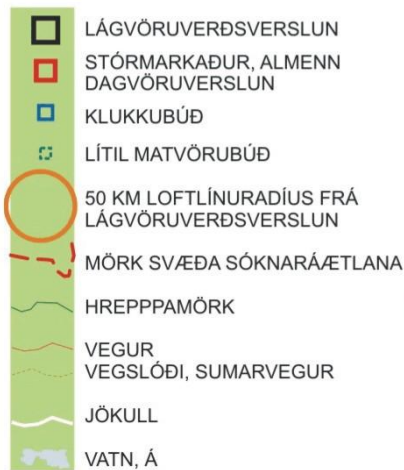 LÁGVÖRUVERÐSVERSLUN
STÓRMARKAÐUR, ALMENN
DAGVÖRUVERSLUN
KLUKKUBÚÐ
LÍTIL MATVÖRUBÚÐ
50 KM LOFTLÍNURADÍUS FRÁ
LÁGVÖRUVERÐSVERSLUN
MÖRK SVÆÐA SÓKNARÁÆTLANA
HREPPPAMÖRK
VEGUR
VEGSLÓÐI, SUMARVEGUR
JÖKULL
VATN, Á